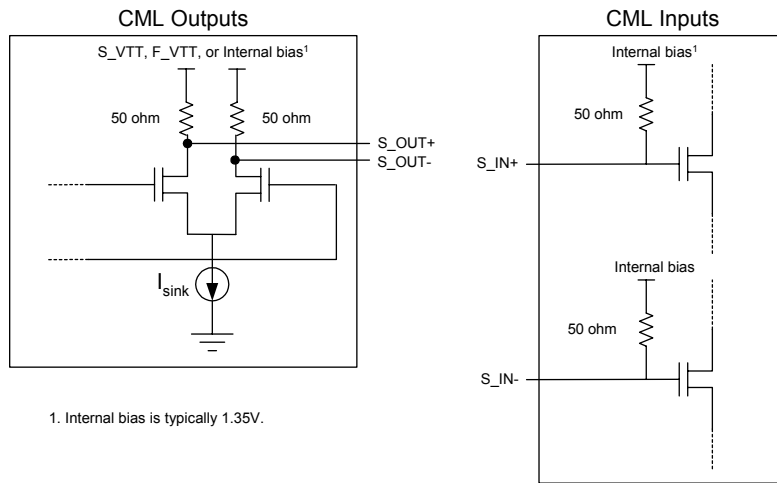 CML Outputs
S_VTT, F_VTT, or Internal bias¹
50 ohm
50 ohm
S_OUT+
S_OUT-
I_sink
1. Internal bias is typically 1.35V.
CML Inputs
Internal bias¹
50 ohm
S_IN+
Internal bias
50 ohm
S_IN-